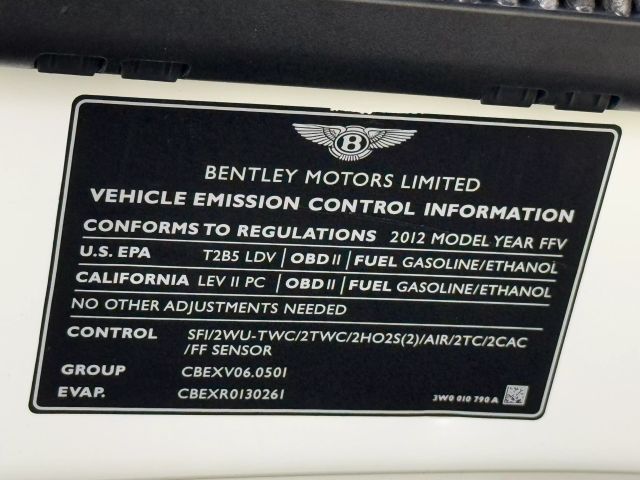 B
BENTLEY MOTORS LIMITED
VEHICLE EMISSION CONTROL INFORMATION
CONFORMS TO REGULATIONS 2012 MODEL YEAR FFV
U.S. EPA T2B5 LDV | OBD II | FUEL GASOLINE/ETHANOL
CALIFORNIA LEV II PC | OBD II | FUEL GASOLINE/ETHANOL
NO OTHER ADJUSTMENTS NEEDED
CONTROL SFI/2WU-TWC/2TWC/2HO2S(2)/AIR/2TC/2CAC
/FF SENSOR
GROUP CBEXV06.0501
EVAP. CBEXR0130261
3W0 010 790 A